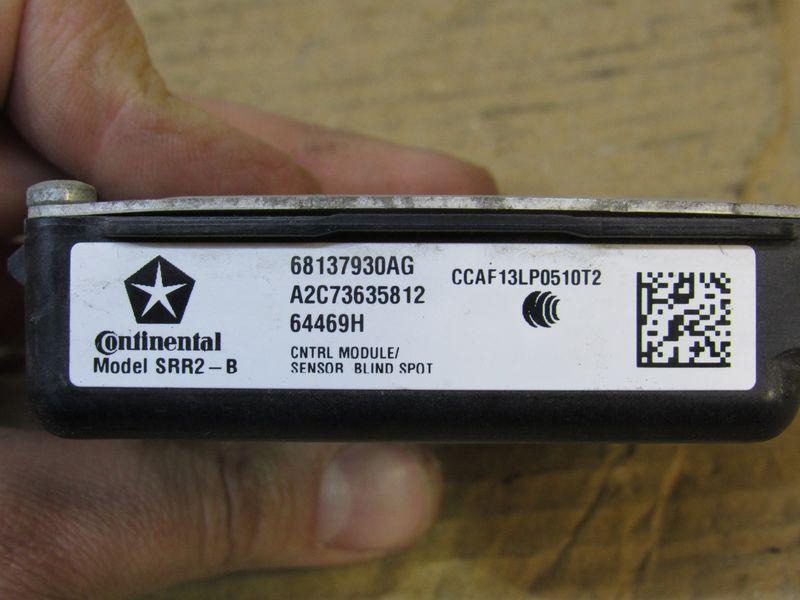 Continental
Model SRR2-B
68137930AG
A2C73635812
64469H
CNTRL MODULE/
SENSOR BLIND SPOT
CCAF13LP0510T2